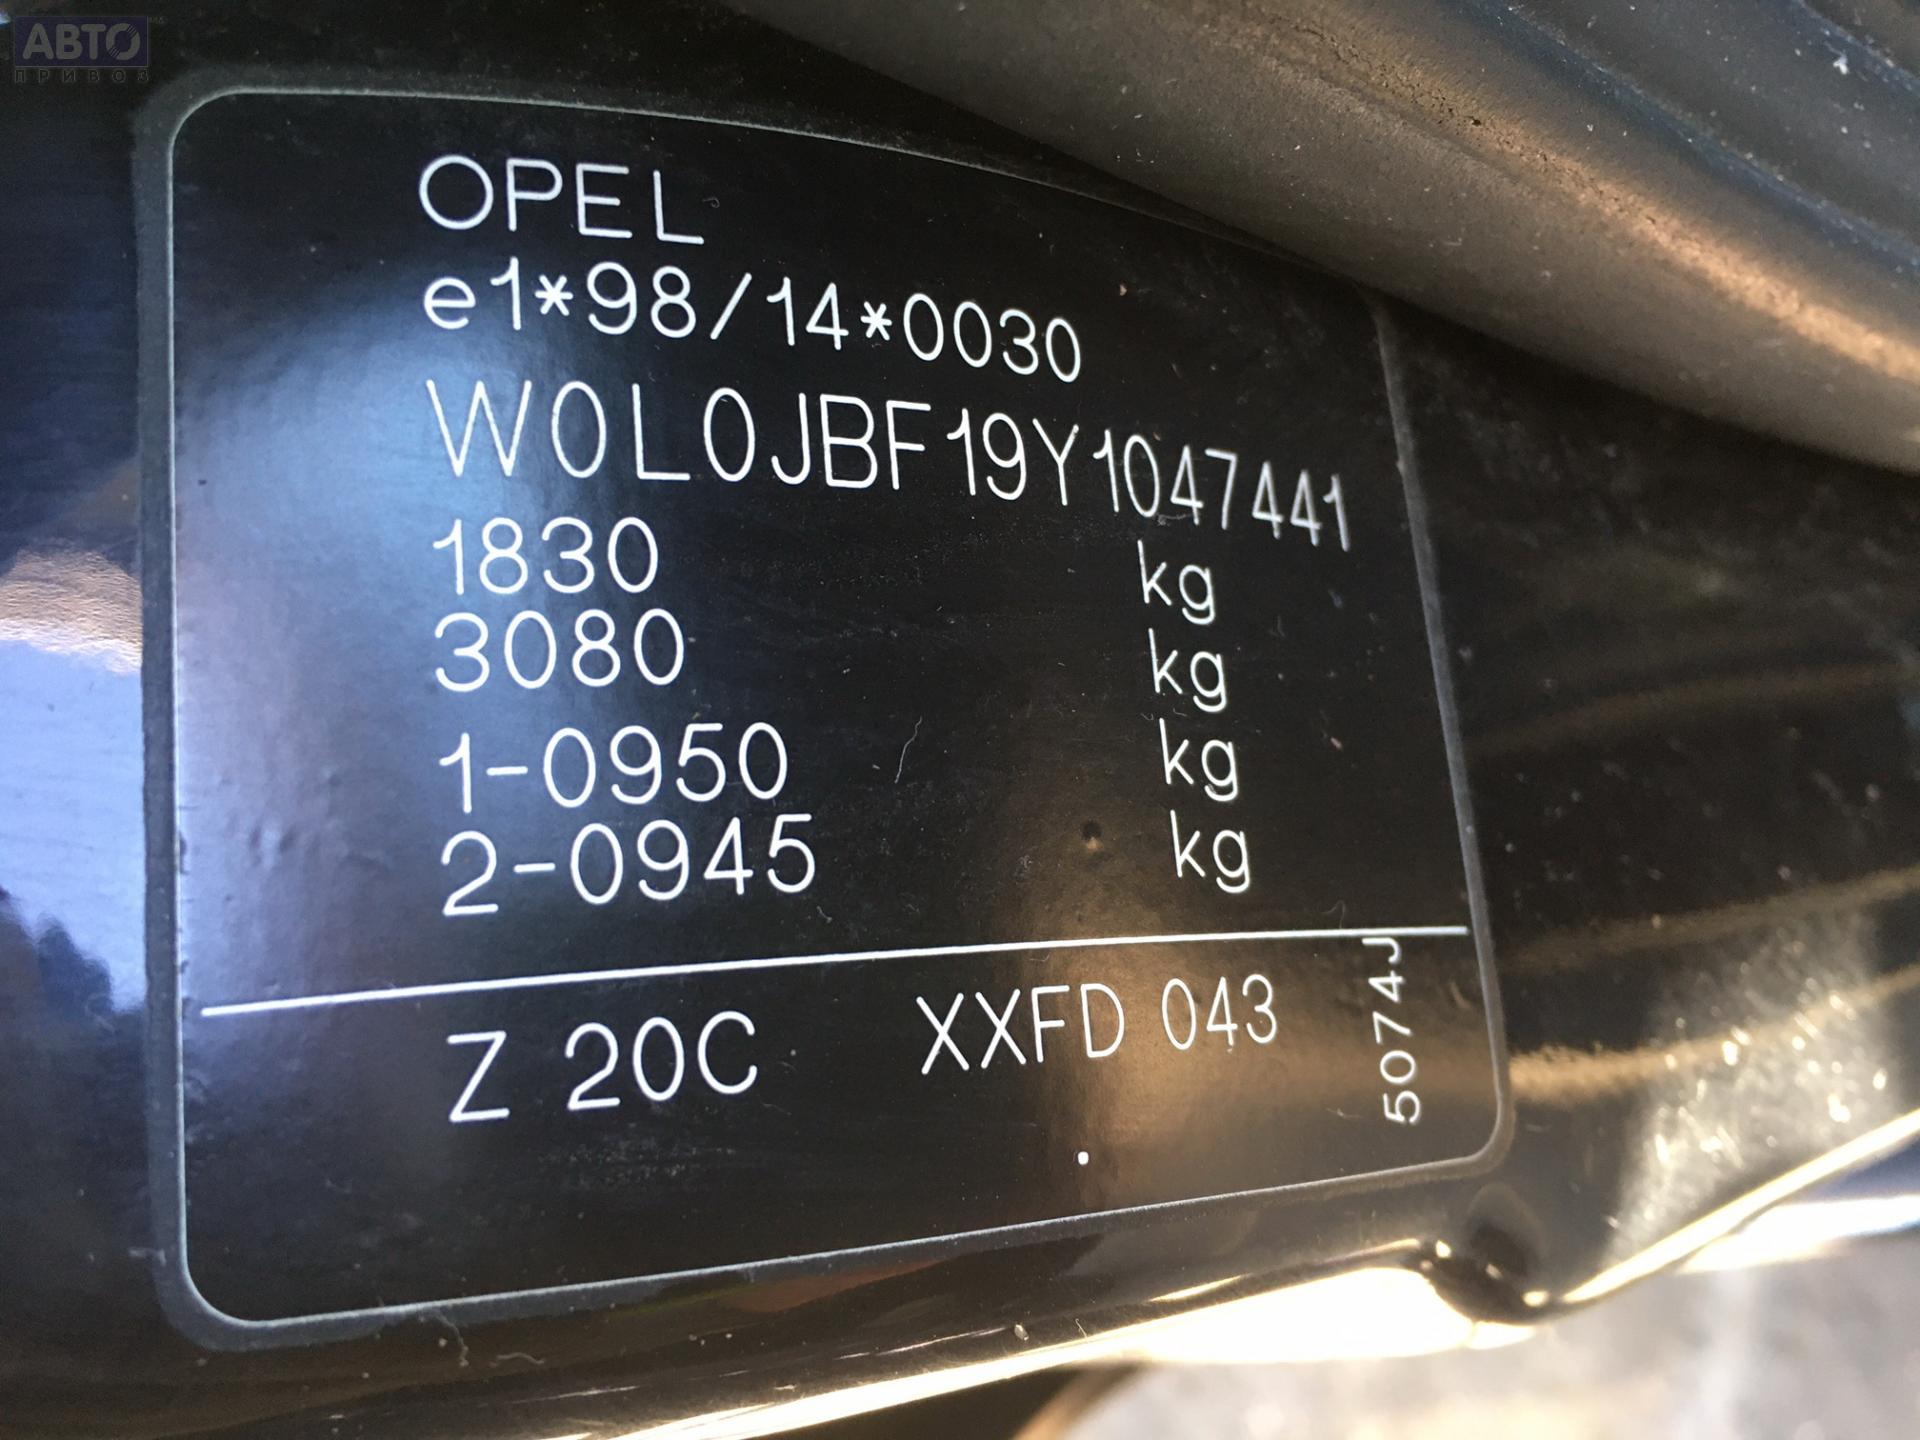 АВТО
ПРИВОЗ
OPEL
e1*98/14*0030
W0L0JBF19Y1047441
1830 kg
3080 kg
1-0950 kg
2-0945 kg
Z 20C XXFD 043
5074J